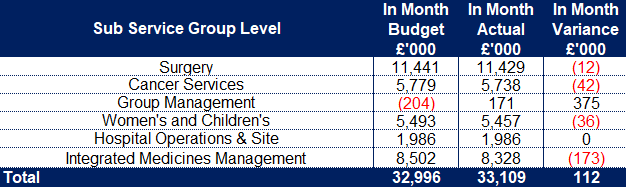 Sub Service Group Level In Month Budget £'000 In Month Actual £'000 In Month Variance £'000
Surgery 11,441 11,429 (12)
Cancer Services 5,779 5,738 (42)
Group Management (204) 171 375
Women's and Children's 5,493 5,457 (36)
Hospital Operations & Site 1,986 1,986 0
Integrated Medicines Management 8,502 8,328 (173)
Total 32,996 33,109 112